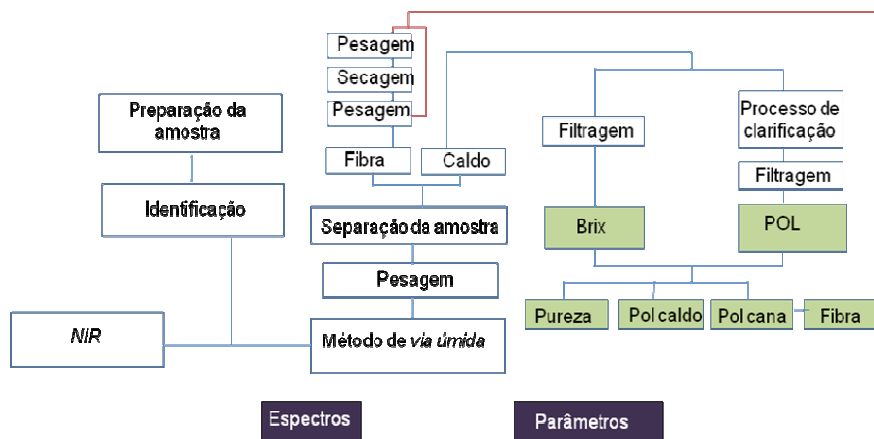 Pesagem
Secagem
Pesagem
Fibra
Caldo
Preparação da
amostra
Identificação
Separação da amostra
Pesagem
NIR
Método de via úmida
Filtragem
Processo de
clarificação
Filtragem
Brix
POL
Pureza
Pol caldo
Pol cana
Fibra
Espectros
Parâmetros